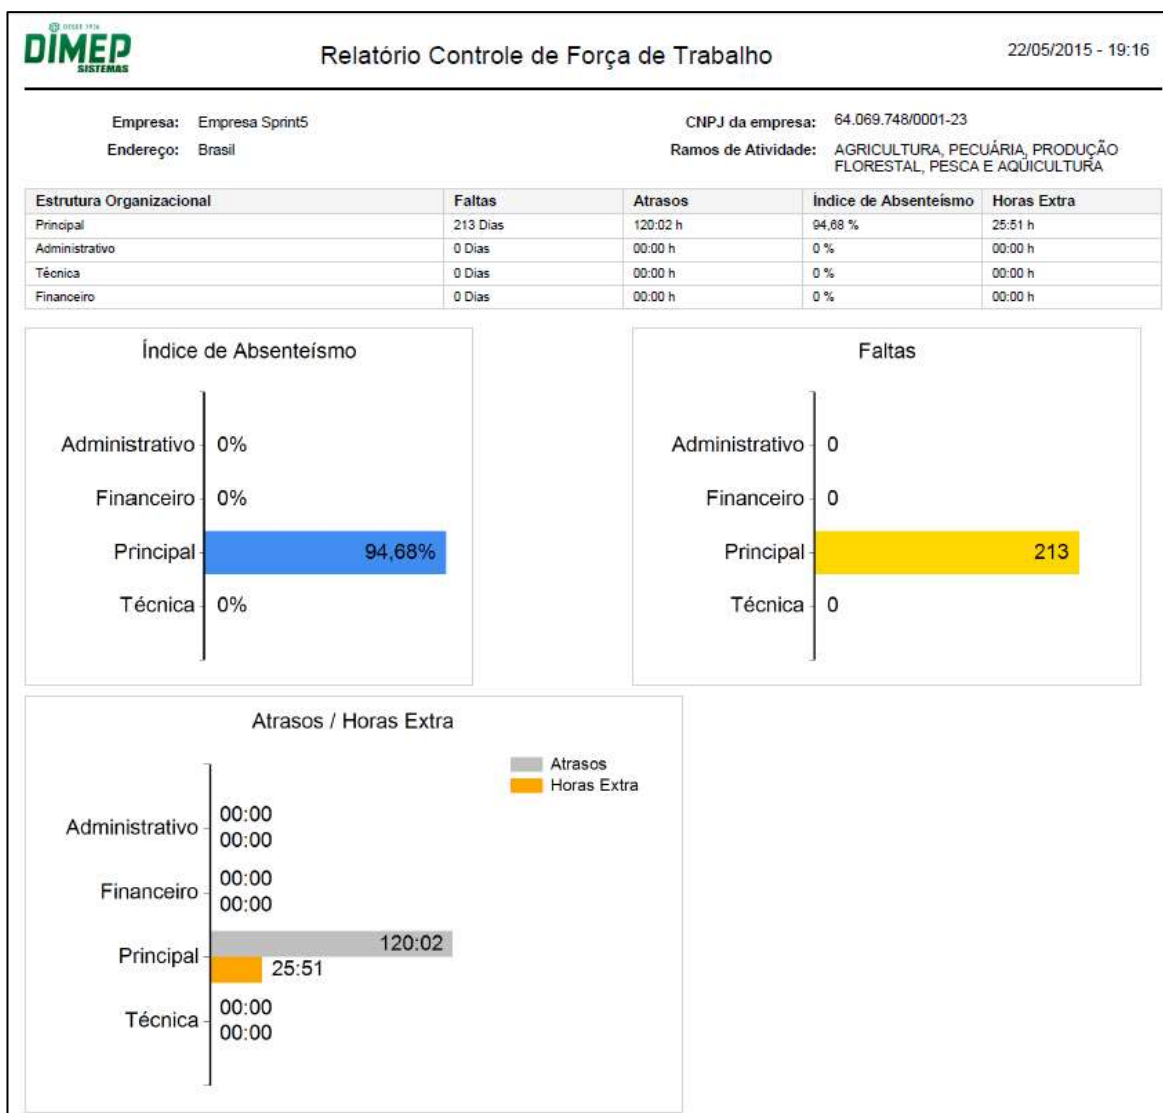 DESDE 1936
DIMEP
SISTEMAS
Relatório Controle de Força de Trabalho
22/05/2015 - 19:16
Empresa: Empresa Sprint5
CNPJ da empresa: 64.069.748/0001-23
Endereço: Brasil
Ramos de Atividade: AGRICULTURA, PECUÁRIA, PRODUÇÃO
FLORESTAL, PESCA E AQÜICULTURA
Estrutura Organizacional Faltas Atrasos Índice de Absenteísmo Horas Extra
Principal 213 Dias 120:02 h 94,68 % 25:51 h
Administrativo 0 Dias 00:00 h 0 % 00:00 h
Técnica 0 Dias 00:00 h 0 % 00:00 h
Financeiro 0 Dias 00:00 h 0 % 00:00 h
Índice de Absenteísmo
Administrativo 0%
Financeiro 0%
Principal 94,68%
Técnica 0%
Faltas
Administrativo 0
Financeiro 0
Principal 213
Técnica 0
Atrasos / Horas Extra
Atrasos
Horas Extra
Administrativo
00:00
00:00
Financeiro
00:00
00:00
Principal
120:02
25:51
Técnica
00:00
00:00